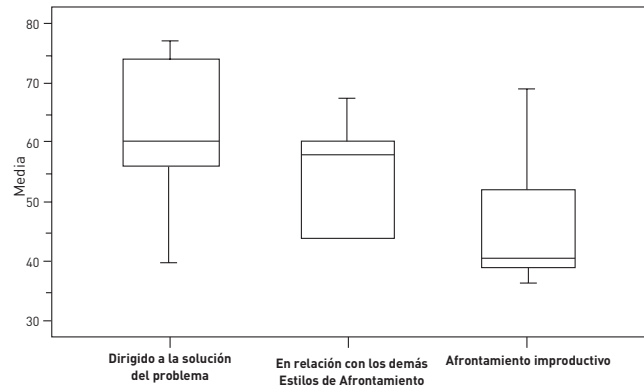 80
70
60
50
40
30
Media
Dirigido a la solución
del problema
En relación con los demás
Estilos de Afrontamiento
Afrontamiento improductivo